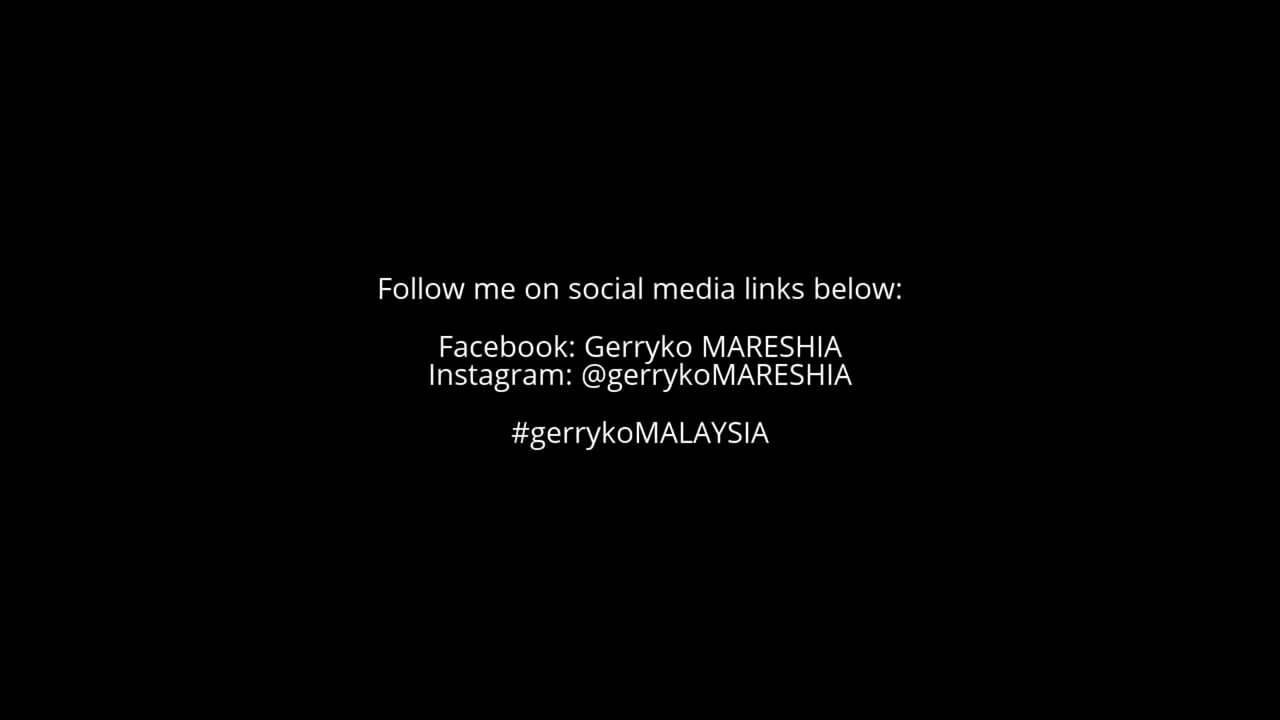 Follow me on social media links below:
Facebook: Gerryko MARESHIA
Instagram: @gerrykoMARESHIA
#gerrykoMALAYSIA